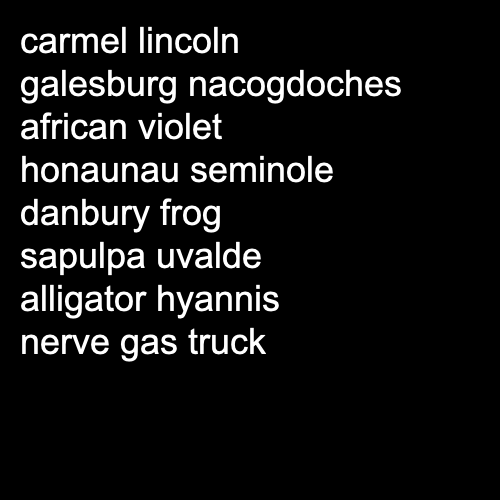 carmel lincoln
galesburg nacogdoches
african violet
honaunau seminole
danbury frog
sapulpa uvalde
alligator hyannis
nerve gas truck